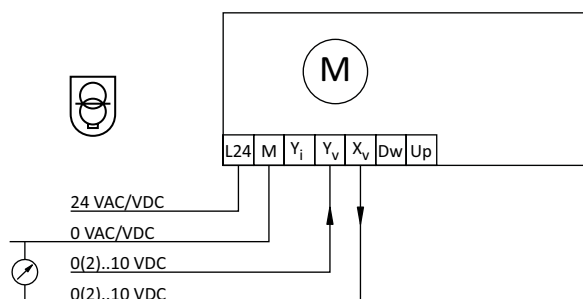 M
L24 M Yi Yv Xv Dw Up
24 VAC/VDC
0 VAC/VDC
0(2)..10 VDC
0(2)..10 VDC